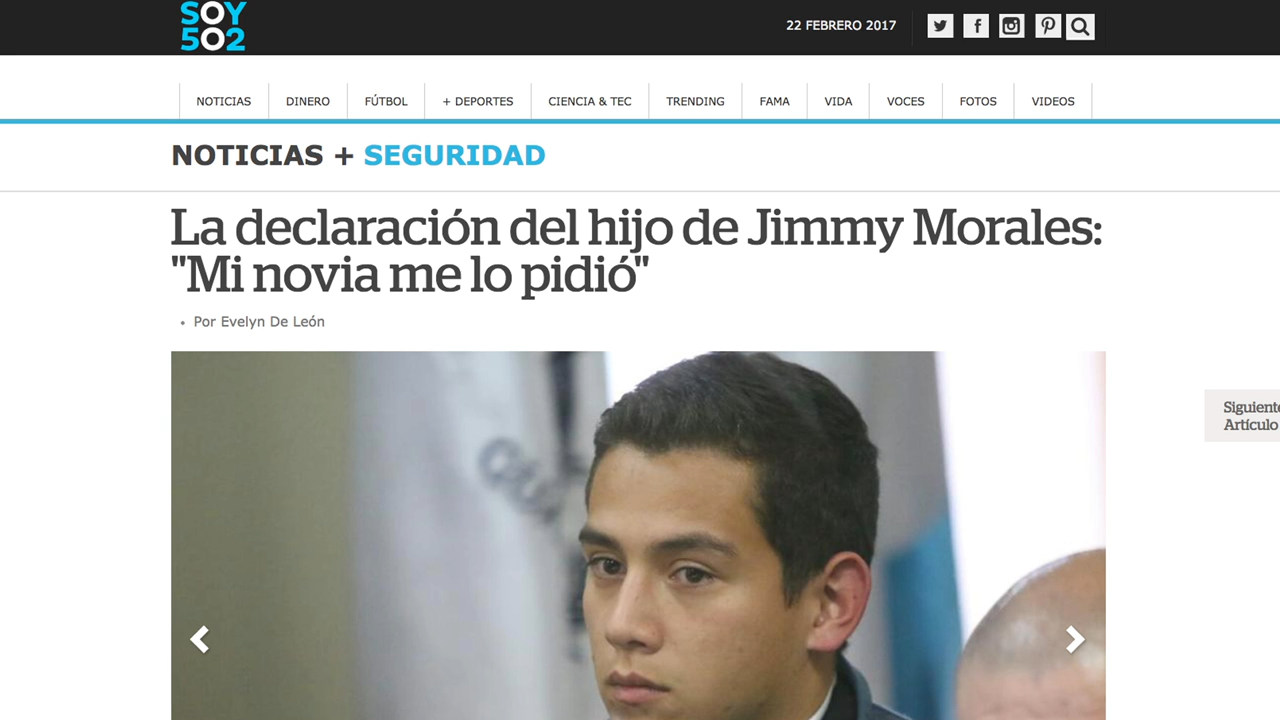 SOY
502
22 FEBRERO 2017
NOTICIAS DINERO FÚTBOL + DEPORTES CIENCIA & TEC TRENDING FAMA VIDA VOCES FOTOS VIDEOS
NOTICIAS + SEGURIDAD
La declaración del hijo de Jimmy Morales:
"Mi novia me lo pidió"
• Por Evelyn De León
Siguiente
Artículo